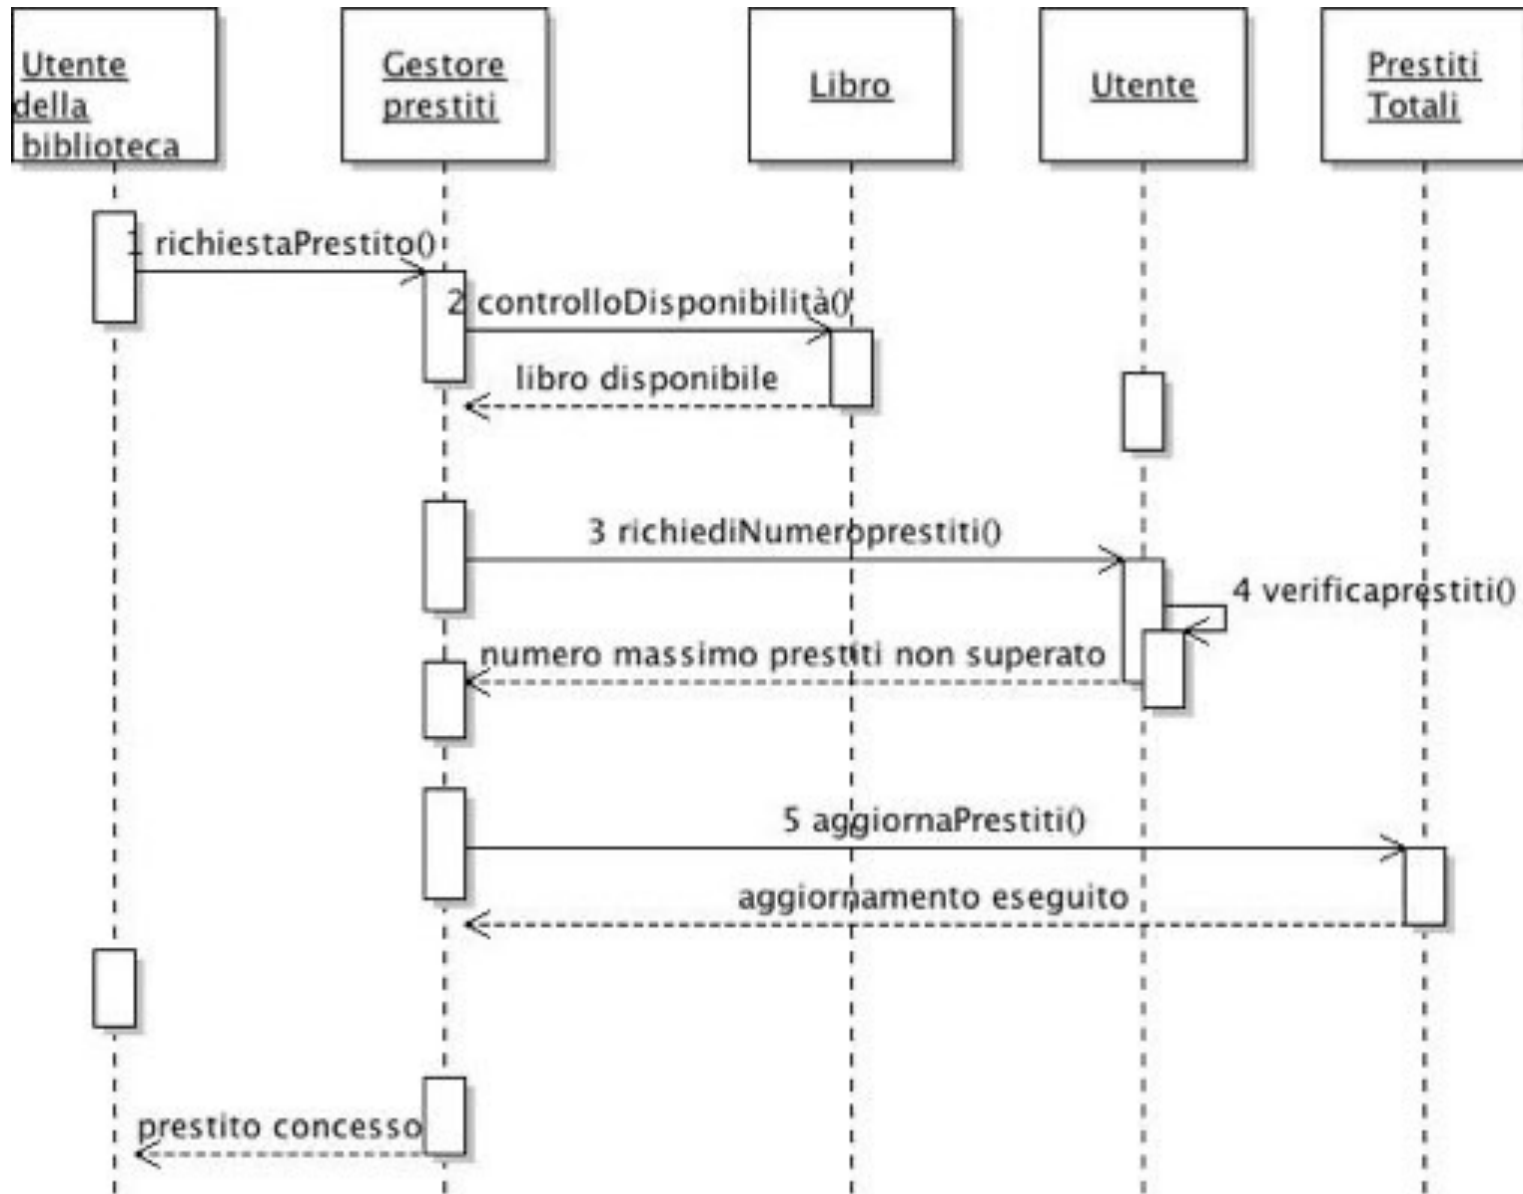 Utente
della
biblioteca
Gestore
prestiti
Libro
Utente
Prestiti
Totali
1 richiestaPrestito()
2 controlloDisponibilità()
libro disponibile
3 richiediNumeroprestiti()
4 verificaprestiti()
numero massimo prestiti non superato
5 aggiornaPrestiti()
aggiornamento eseguito
prestito concesso